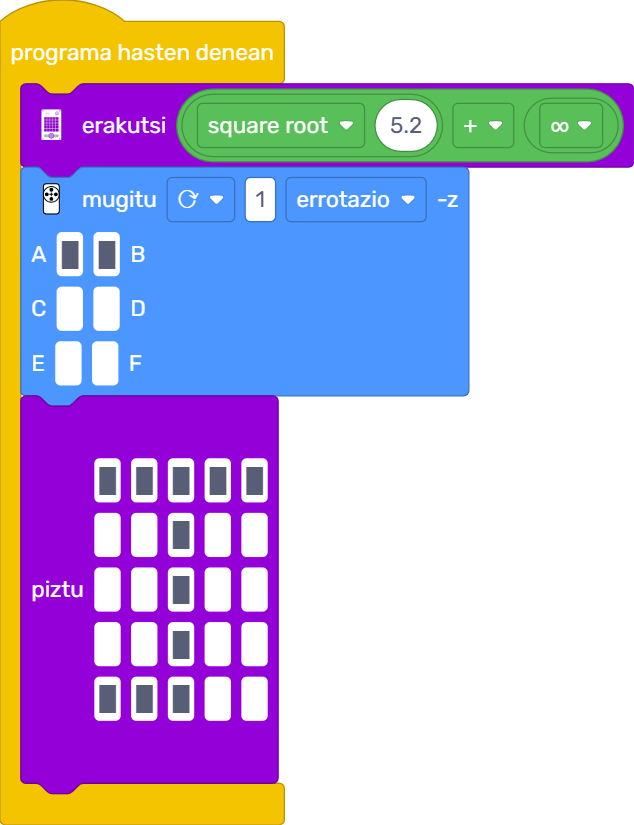 programa hasten denean
erakutsi square root 5.2 + ∞
mugitu ⟳ 1 errotazio -z
A B
C D
E F
piztu